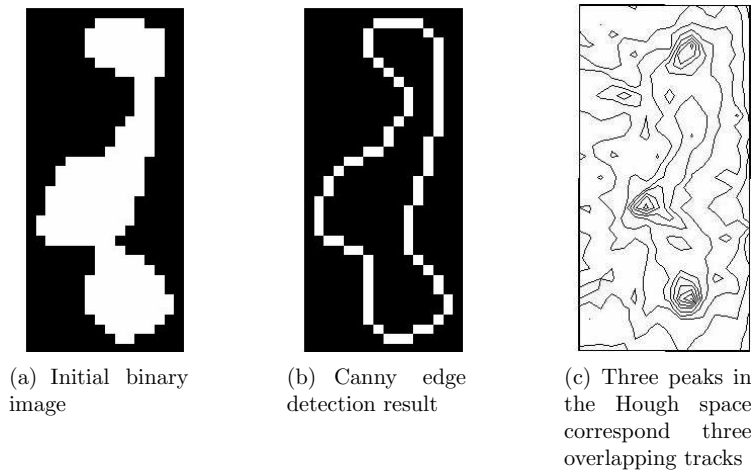 (a) Initial binary
image
(b) Canny edge
detection result
(c) Three peaks in
the Hough space
correspond three
overlapping tracks